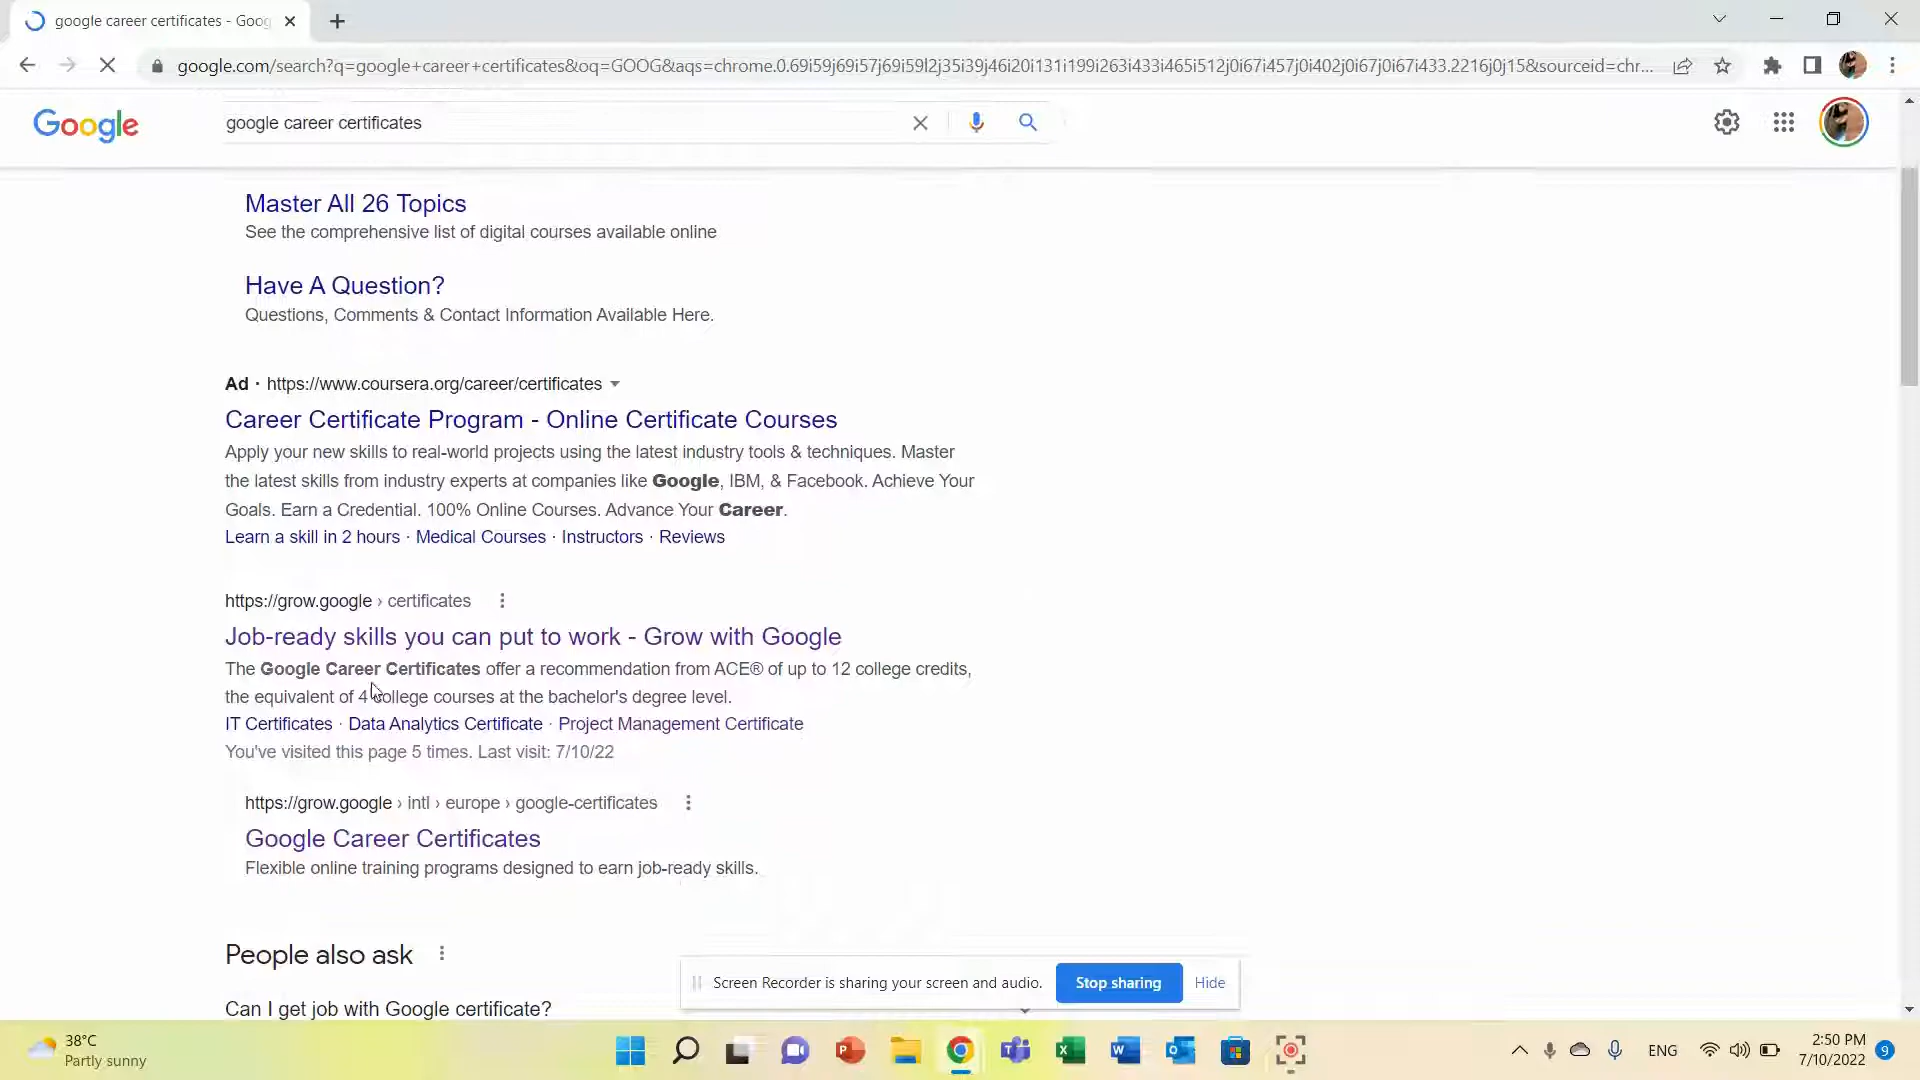 google career certificates - Goog
google.com/search?q=google+career+certificates&oq=GOOG&aqs=chrome.0.69i59j69i57j69i59l2j35i39j46i20i131i199i263i433i465i512j0i67i457j0i402j0i67j0i67i433.2216j0j15&sourceid=chr...
Google
google career certificates
Master All 26 Topics
See the comprehensive list of digital courses available online
Have A Question?
Questions, Comments & Contact Information Available Here.
Ad · https://www.coursera.org/career/certificates
Career Certificate Program - Online Certificate Courses
Apply your new skills to real-world projects using the latest industry tools & techniques. Master
the latest skills from industry experts at companies like Google, IBM, & Facebook. Achieve Your
Goals. Earn a Credential. 100% Online Courses. Advance Your Career.
Learn a skill in 2 hours · Medical Courses · Instructors · Reviews
https://grow.google › certificates
Job-ready skills you can put to work - Grow with Google
The Google Career Certificates offer a recommendation from ACE® of up to 12 college credits,
the equivalent of 4 college courses at the bachelor's degree level.
IT Certificates · Data Analytics Certificate · Project Management Certificate
You've visited this page 5 times. Last visit: 7/10/22
https://grow.google › intl › europe › google-certificates
Google Career Certificates
Flexible online training programs designed to earn job-ready skills.
People also ask
Can I get job with Google certificate?
Screen Recorder is sharing your screen and audio. Stop sharing Hide
38°C
Partly sunny
ENG
2:50 PM
7/10/2022
9